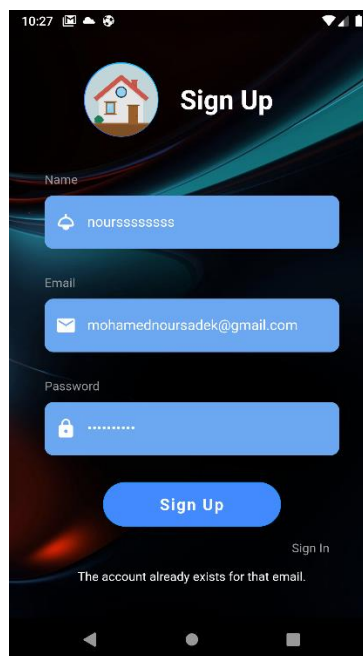 10:27
Sign Up
Name
nourssssssss
Email
mohamednoursadek@gmail.com
Password
Sign Up
Sign In
The account already exists for that email.